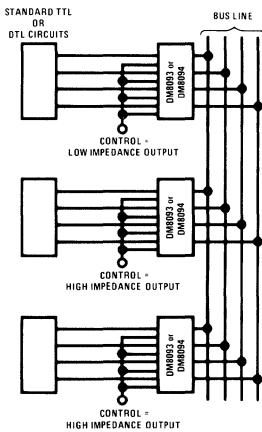 STANDARD TTL
OR
DTL CIRCUITS
BUS LINE
DM8093 or
DM8094
CONTROL =
LOW IMPEDANCE OUTPUT
DM8093 or
DM8094
CONTROL =
HIGH IMPEDANCE OUTPUT
DM8093 or
DM8094
CONTROL =
HIGH IMPEDANCE OUTPUT